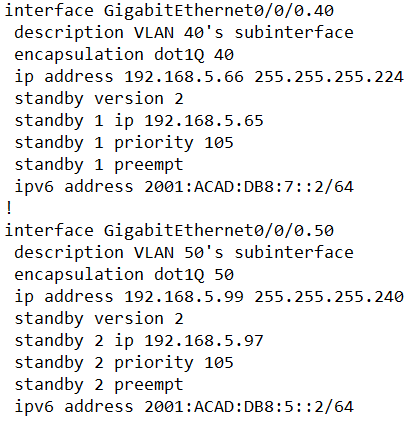 interface GigabitEthernet0/0/0.40
 description VLAN 40's subinterface
 encapsulation dot1Q 40
 ip address 192.168.5.66 255.255.255.224
 standby version 2
 standby 1 ip 192.168.5.65
 standby 1 priority 105
 standby 1 preempt
 ipv6 address 2001:ACAD:DB8:7::2/64
!
interface GigabitEthernet0/0/0.50
 description VLAN 50's subinterface
 encapsulation dot1Q 50
 ip address 192.168.5.99 255.255.255.240
 standby version 2
 standby 2 ip 192.168.5.97
 standby 2 priority 105
 standby 2 preempt
 ipv6 address 2001:ACAD:DB8:5::2/64